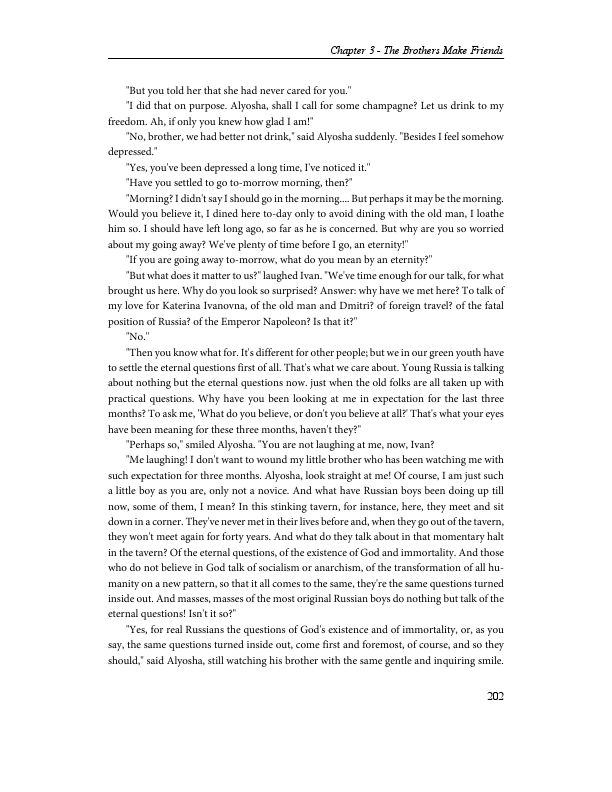 Chapter 3 - The Brothers Make Friends
"But you told her that she had never cared for you."
"I did that on purpose. Alyosha, shall I call for some champagne? Let us drink to my
freedom. Ah, if only you knew how glad I am!"
"No, brother, we had better not drink," said Alyosha suddenly. "Besides I feel somehow
depressed."
"Yes, you've been depressed a long time, I've noticed it."
"Have you settled to go to-morrow morning, then?"
"Morning? I didn't say I should go in the morning.... But perhaps it may be the morning.
Would you believe it, I dined here to-day only to avoid dining with the old man, I loathe
him so. I should have left long ago, so far as he is concerned. But why are you so worried
about my going away? We've plenty of time before I go, an eternity!"
"If you are going away to-morrow, what do you mean by an eternity?"
"But what does it matter to us?" laughed Ivan. "We've time enough for our talk, for what
brought us here. Why do you look so surprised? Answer: why have we met here? To talk of
my love for Katerina Ivanovna, of the old man and Dmitri? of foreign travel? of the fatal
position of Russia? of the Emperor Napoleon? Is that it?"
"No."
"Then you know what for. It's different for other people; but we in our green youth have
to settle the eternal questions first of all. That's what we care about. Young Russia is talking
about nothing but the eternal questions now. just when the old folks are all taken up with
practical questions. Why have you been looking at me in expectation for the last three
months? To ask me, 'What do you believe, or don't you believe at all?' That's what your eyes
have been meaning for these three months, haven't they?"
"Perhaps so," smiled Alyosha. "You are not laughing at me, now, Ivan?
"Me laughing! I don't want to wound my little brother who has been watching me with
such expectation for three months. Alyosha, look straight at me! Of course, I am just such
a little boy as you are, only not a novice. And what have Russian boys been doing up till
now, some of them, I mean? In this stinking tavern, for instance, here, they meet and sit
down in a corner. They've never met in their lives before and, when they go out of the tavern,
they won't meet again for forty years. And what do they talk about in that momentary halt
in the tavern? Of the eternal questions, of the existence of God and immortality. And those
who do not believe in God talk of socialism or anarchism, of the transformation of all hu-
manity on a new pattern, so that it all comes to the same, they're the same questions turned
inside out. And masses, masses of the most original Russian boys do nothing but talk of the
eternal questions! Isn't it so?"
"Yes, for real Russians the questions of God's existence and of immortality, or, as you
say, the same questions turned inside out, come first and foremost, of course, and so they
should," said Alyosha, still watching his brother with the same gentle and inquiring smile.
202